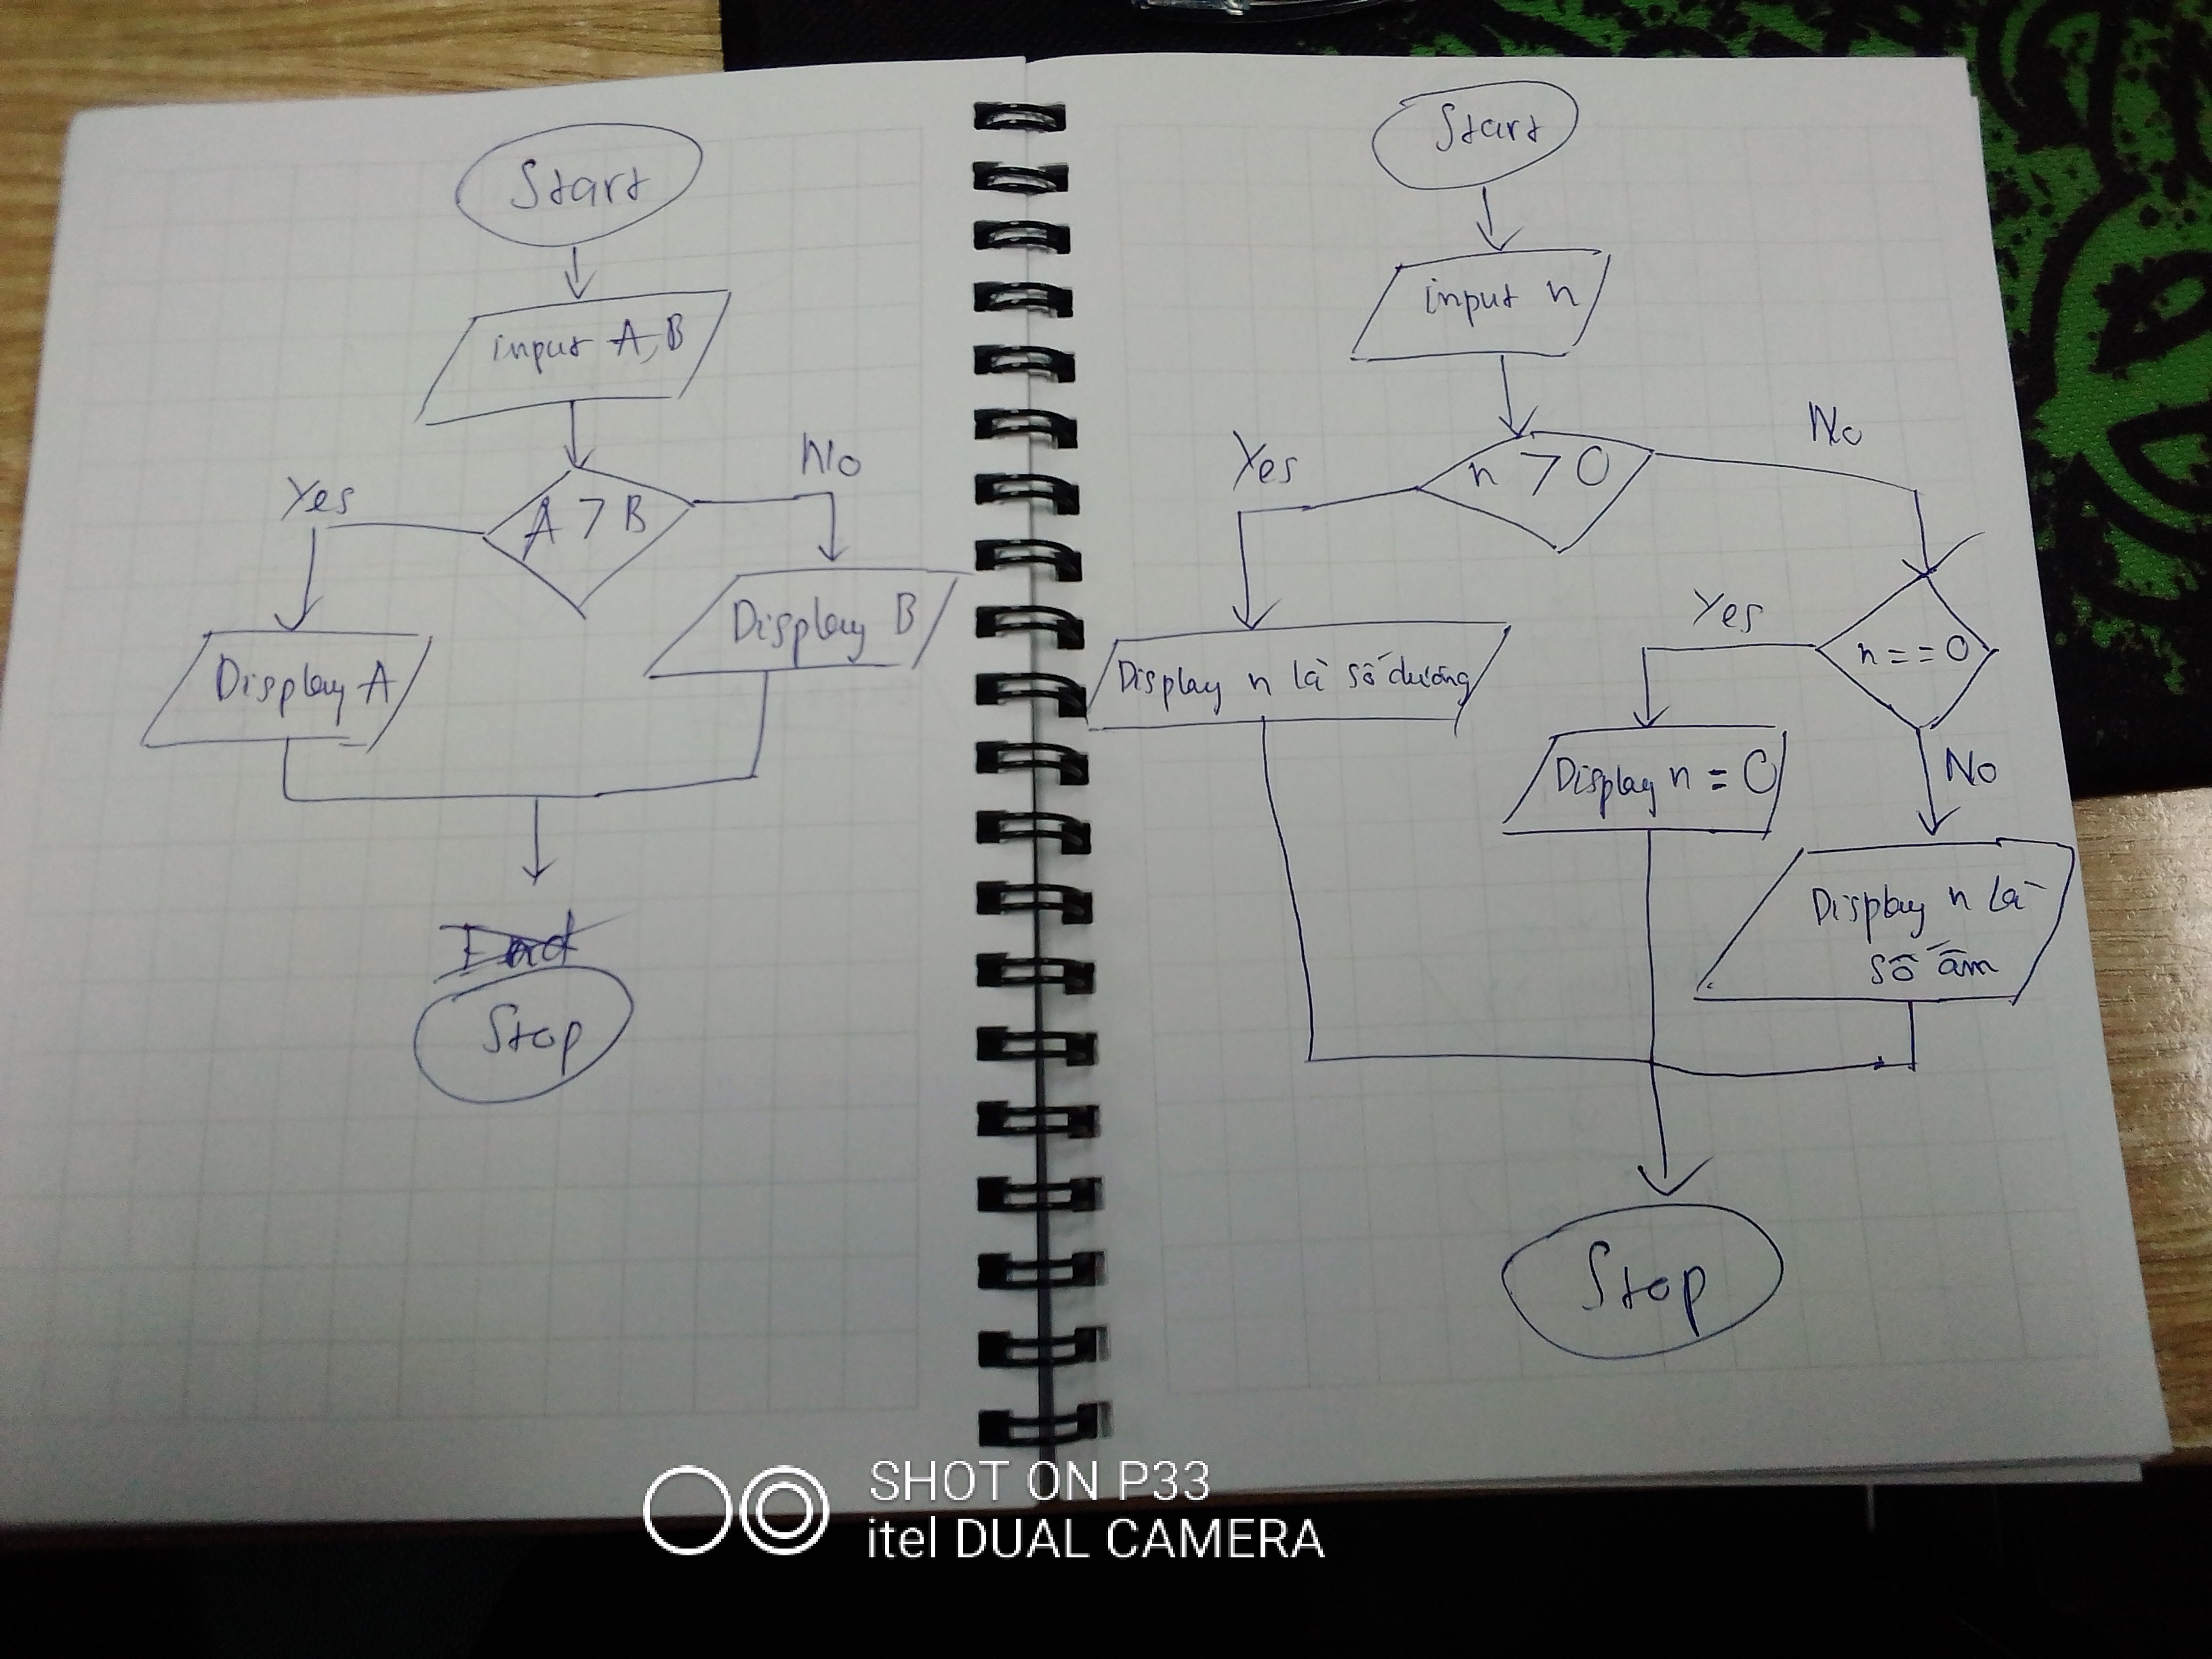 Start
input A, B
A > B
Yes
No
Display A
Display B
End
Stop
Start
input n
n > 0
Yes
No
Display n là số dương
n == 0
Yes
No
Display n = 0
Display n là
số âm
Stop
SHOT ON P33
itel DUAL CAMERA